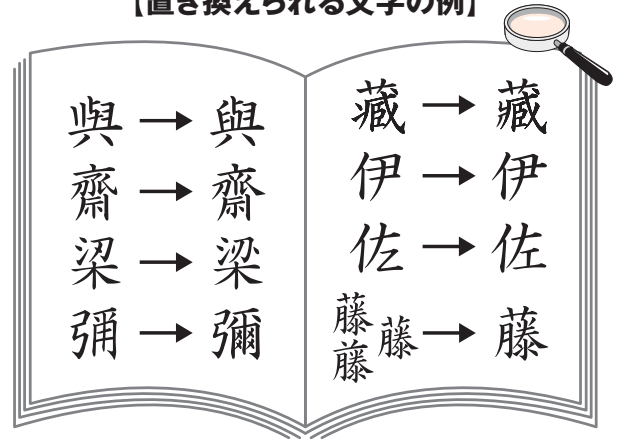 【置き換えられる文字の例】
與 → 與
齋 → 齋
梁 → 梁
彌 → 彌
藏 → 藏
伊 → 伊
佐 → 佐
藤 藤 藤 → 藤